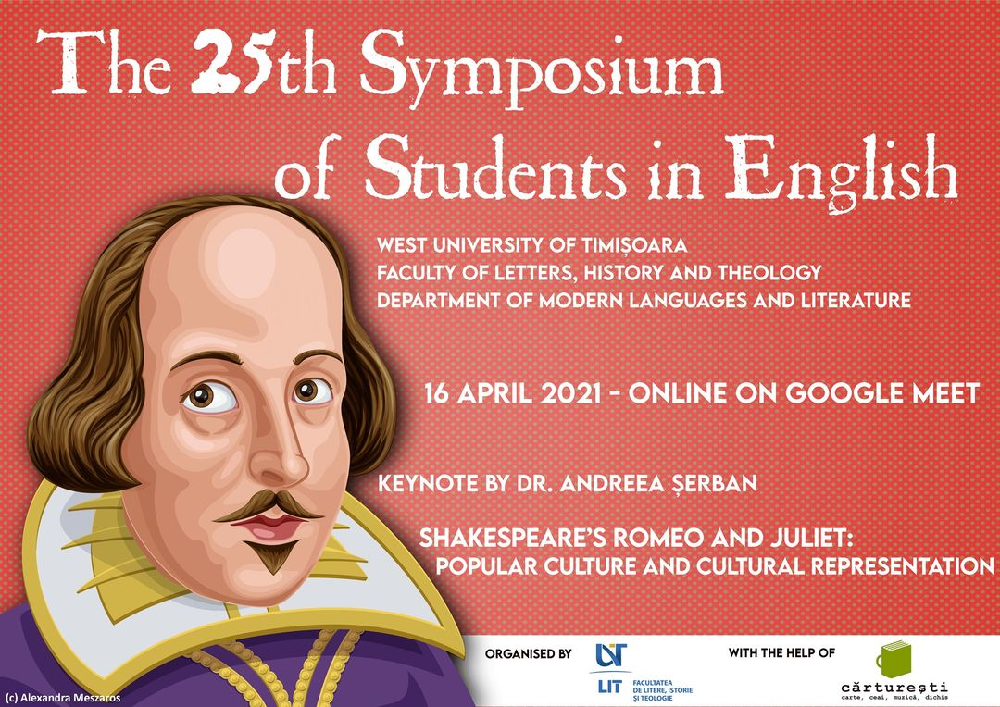 The 25th Symposium
of Students in English
WEST UNIVERSITY OF TIMIȘOARA
FACULTY OF LETTERS, HISTORY AND THEOLOGY
DEPARTMENT OF MODERN LANGUAGES AND LITERATURE
16 APRIL 2021 - ONLINE ON GOOGLE MEET
KEYNOTE BY DR. ANDREEA ȘERBAN
SHAKESPEARE'S ROMEO AND JULIET:
POPULAR CULTURE AND CULTURAL REPRESENTATION
ORGANISED BY
UVT
LIT
FACULTATEA
DE LITERE, ISTORIE
ȘI TEOLOGIE
WITH THE HELP OF
cărturești
carte, ceai, muzică, dichis
(c) Alexandra Meszaros